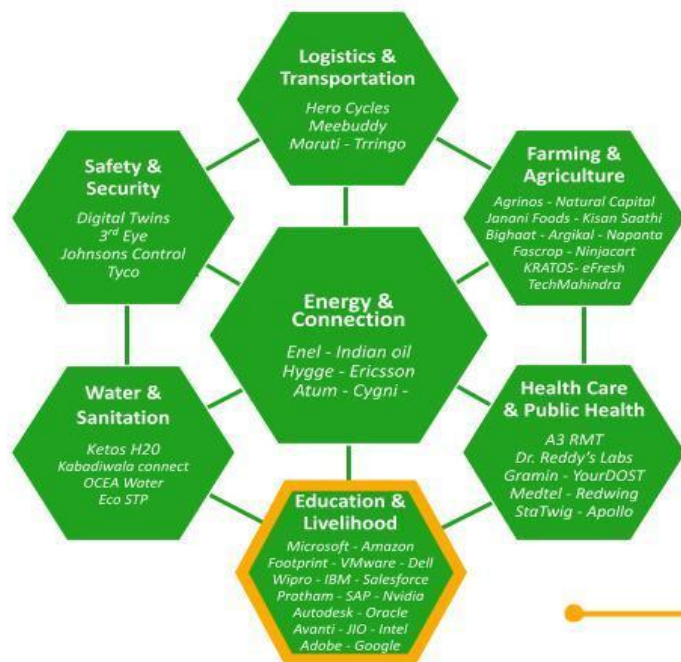 Logistics &
Transportation
Hero Cycles
Meebuddy
Maruti - Trringo
Safety &
Security
Digital Twins
3rd Eye
Johnsons Control
Tyco
Farming &
Agriculture
Agrinos - Natural Capital
Janani Foods - Kisan Saathi
Bighaat - Argikal - Napanta
Fascrop - Ninjacart
KRATOS- eFresh
TechMahindra
Energy &
Connection
Enel - Indian oil
Hygge - Ericsson
Atum - Cygni -
Water &
Sanitation
Ketos H20
Kabadiwala connect
OCEA Water
Eco STP
Health Care
& Public Health
A3 RMT
Dr. Reddy's Labs
Gramin - YourDOST
Medtel - Redwing
StaTwig - Apollo
Education &
Livelihood
Microsoft - Amazon
Footprint - VMware - Dell
Wipro - IBM - Salesforce
Pratham - SAP - Nvidia
Autodesk - Oracle
Avanti - JIO - Intel
Adobe - Google